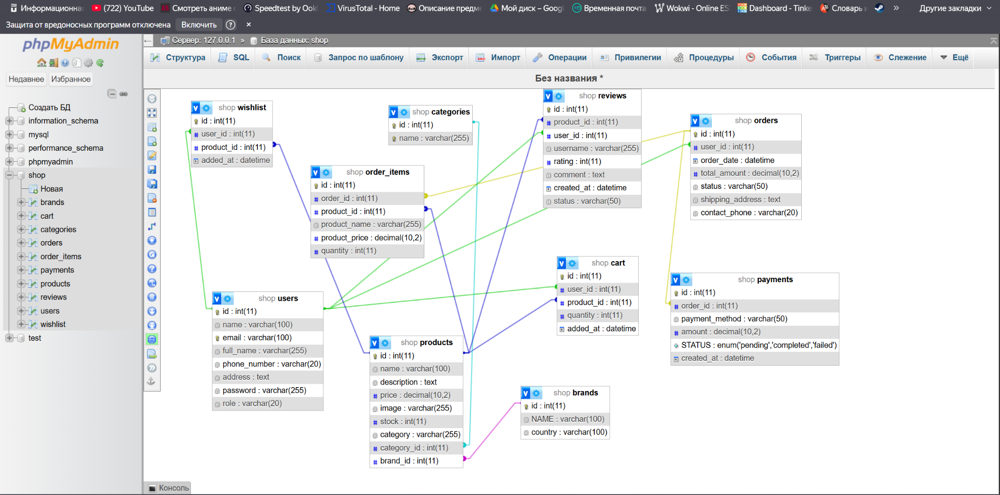 Информационная
(722) YouTube
Смотреть аниме
Speedtest by Ookl
VirusTotal - Home
Описание предм
Мой диск – Googl
Временная почта
Wokwi - Online ES
Dashboard - Tinke
Словарь
»
Другие закладки
Защита от вредоносных программ отключена
Включить
phpMyAdmin
Недавнее
Избранное
Создать БД
information_schema
mysql
performance_schema
phpmyadmin
shop
Новая
brands
cart
categories
orders
order_items
payments
products
reviews
users
wishlist
test
Сервер: 127.0.0.1 » База данных: shop
Структура
SQL
Поиск
Запрос по шаблону
Экспорт
Импорт
Операции
Привилегии
Процедуры
События
Триггеры
Слежение
Ещё
Без названия *
v shop wishlist
id : int(11)
user_id : int(11)
product_id : int(11)
added_at : datetime
v shop categories
id : int(11)
name : varchar(255)
v shop reviews
id : int(11)
product_id : int(11)
user_id : int(11)
username : varchar(255)
rating : int(11)
comment : text
created_at : datetime
status : varchar(50)
v shop orders
id : int(11)
user_id : int(11)
order_date : datetime
total_amount : decimal(10,2)
status : varchar(50)
shipping_address : text
contact_phone : varchar(20)
v shop order_items
id : int(11)
order_id : int(11)
product_id : int(11)
product_name : varchar(255)
product_price : decimal(10,2)
quantity : int(11)
v shop cart
id : int(11)
user_id : int(11)
product_id : int(11)
quantity : int(11)
added_at : datetime
v shop payments
id : int(11)
order_id : int(11)
payment_method : varchar(50)
amount : decimal(10,2)
STATUS : enum('pending','completed','failed')
created_at : datetime
v shop users
id : int(11)
name : varchar(100)
email : varchar(100)
full_name : varchar(255)
phone_number : varchar(20)
address : text
password : varchar(255)
role : varchar(20)
v shop products
id : int(11)
name : varchar(100)
description : text
price : decimal(10,2)
image : varchar(255)
stock : int(11)
category : varchar(255)
category_id : int(11)
brand_id : int(11)
v shop brands
id : int(11)
NAME : varchar(100)
country : varchar(100)
Консоль